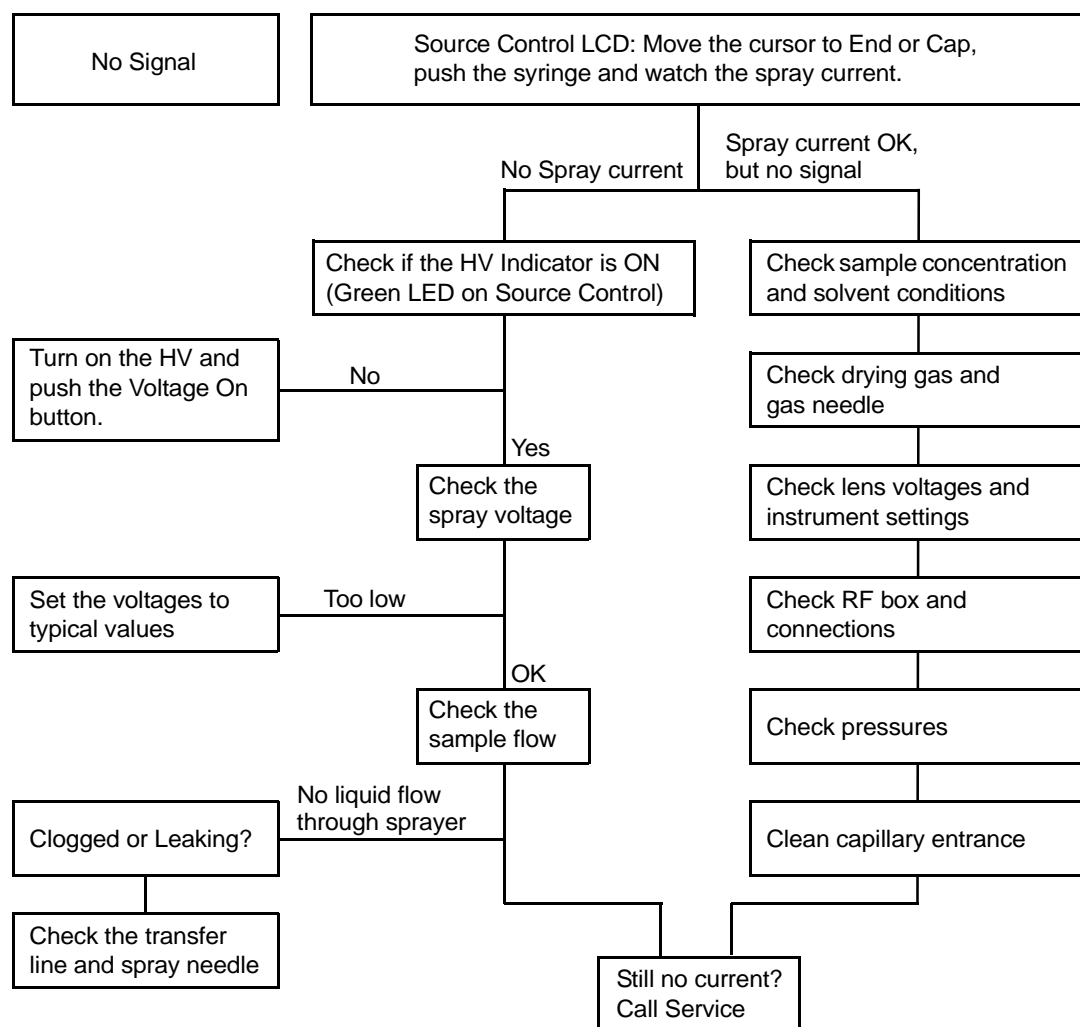 No Signal
Source Control LCD: Move the cursor to End or Cap,
push the syringe and watch the spray current.
No Spray current
Spray current OK,
but no signal
Check if the HV Indicator is ON
(Green LED on Source Control)
Check sample concentration
and solvent conditions
Turn on the HV and
push the Voltage On
button.
No
Check drying gas and
gas needle
Yes
Check the
spray voltage
Check lens voltages and
instrument settings
Set the voltages to
typical values
Too low
Check RF box and
connections
OK
Check the
sample flow
Check pressures
No liquid flow
through sprayer
Clogged or Leaking?
Clean capillary entrance
Check the transfer
line and spray needle
Still no current?
Call Service